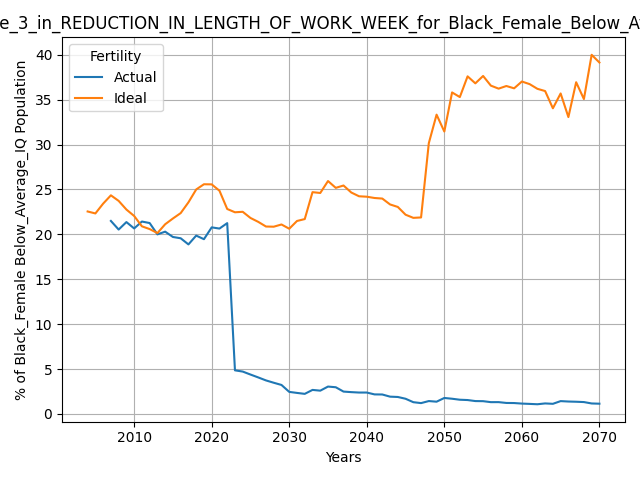 e_3_in_REDUCTION_IN_LENGTH_OF_WORK_WEEK_for_Black_Female_Below_A
% of Black_Female Below_Average_IQ Population
Fertility
Actual
Ideal
40
35
30
25
20
15
10
5
0
2010 2020 2030 2040 2050 2060 2070
Years